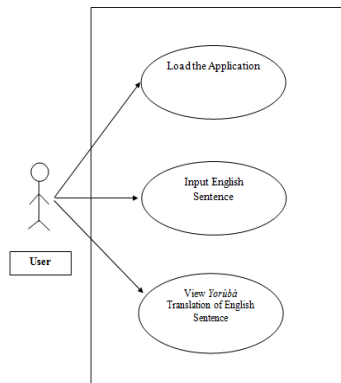 Load the Application
Input English
Sentence
User
View Yorùbá
Translation of English
Sentence